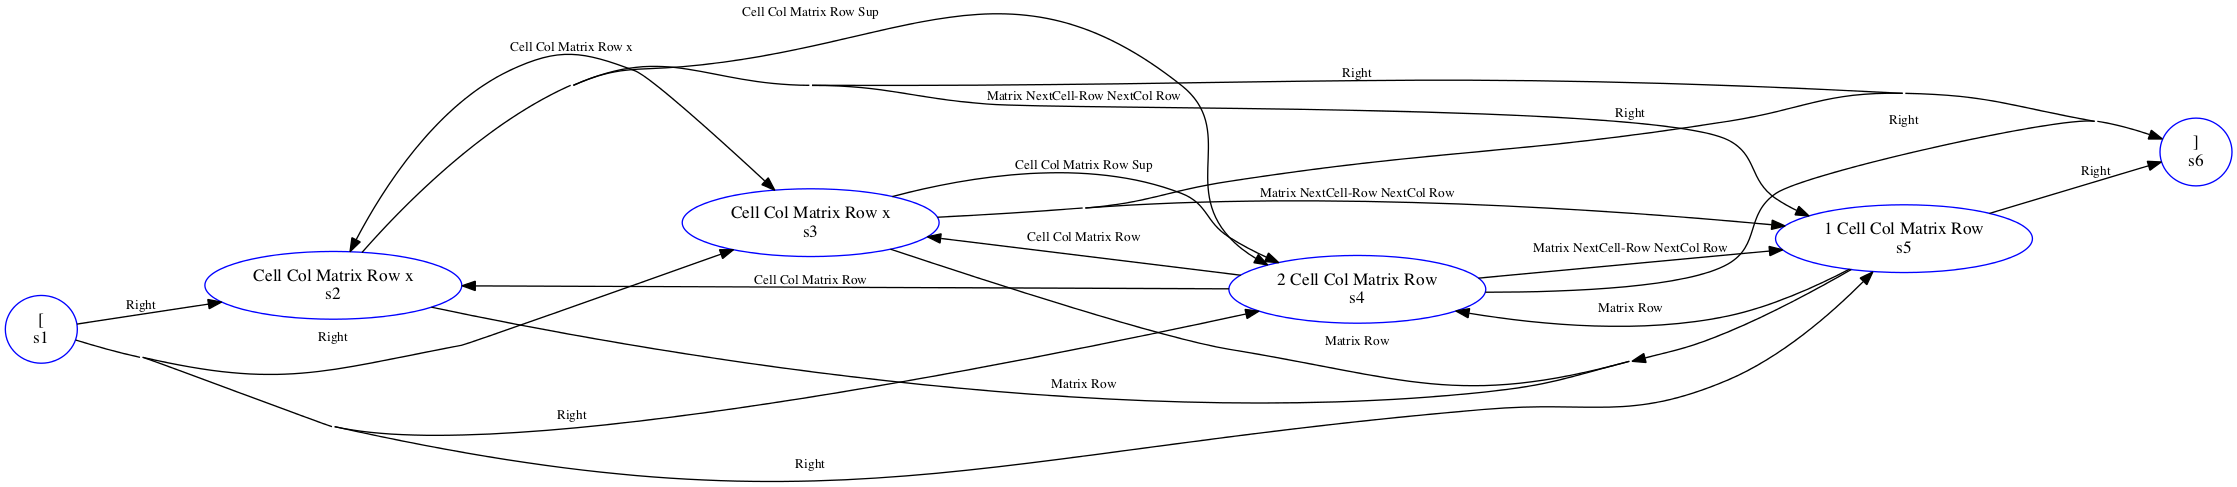 Cell Col Matrix Row Sup
Cell Col Matrix Row x
Right
Matrix NextCell-Row NextCol Row
Right
Right
]
s6
Cell Col Matrix Row Sup
Right
Matrix NextCell-Row NextCol Row
Cell Col Matrix Row x
s3
1 Cell Col Matrix Row
s5
Cell Col Matrix Row
Matrix NextCell-Row NextCol Row
Cell Col Matrix Row x
s2
Cell Col Matrix Row
2 Cell Col Matrix Row
s4
Right
Matrix Row
[
s1
Right
Matrix Row
Matrix Row
Right
Right